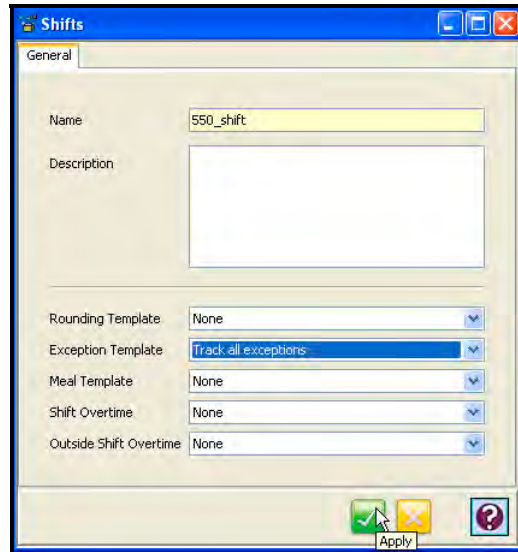 Shifts
General
Name 550_shift
Description
Rounding Template None
Exception Template Track all exceptions
Meal Template None
Shift Overtime None
Outside Shift Overtime None
?
Apply